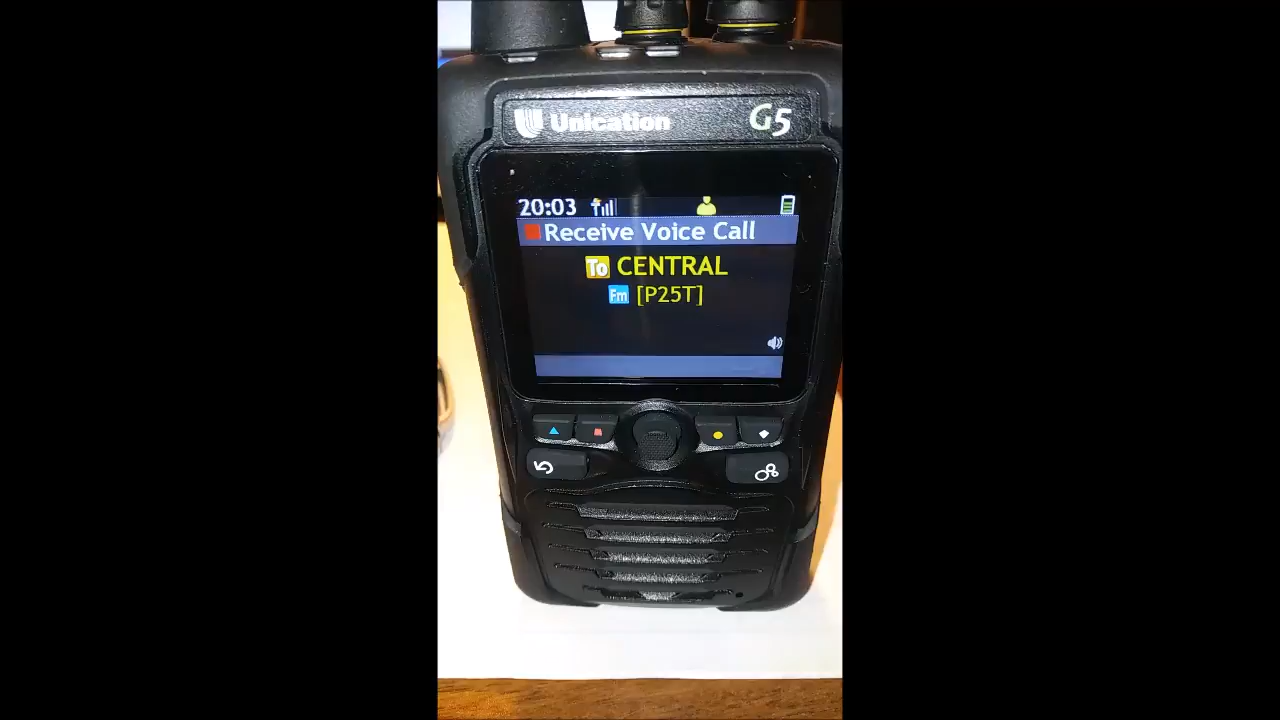 Unication G5
20:03
Receive Voice Call
To CENTRAL
Fm [P25T]